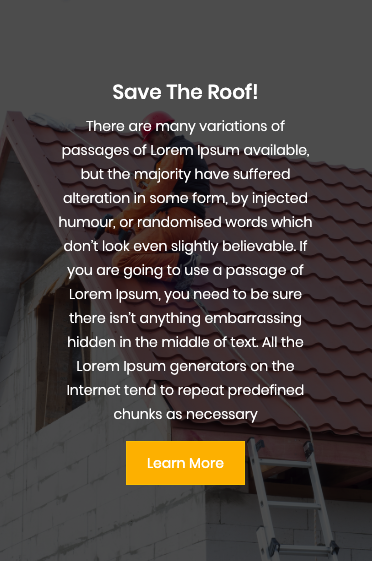 Save The Roof!
There are many variations of
passages of Lorem Ipsum available,
but the majority have suffered
alteration in some form, by injected
humour, or randomised words which
don't look even slightly believable. If
you are going to use a passage of
Lorem Ipsum, you need to be sure
there isn't anything embarrassing
hidden in the middle of text. All the
Lorem Ipsum generators on the
Internet tend to repeat predefined
chunks as necessary
Learn More